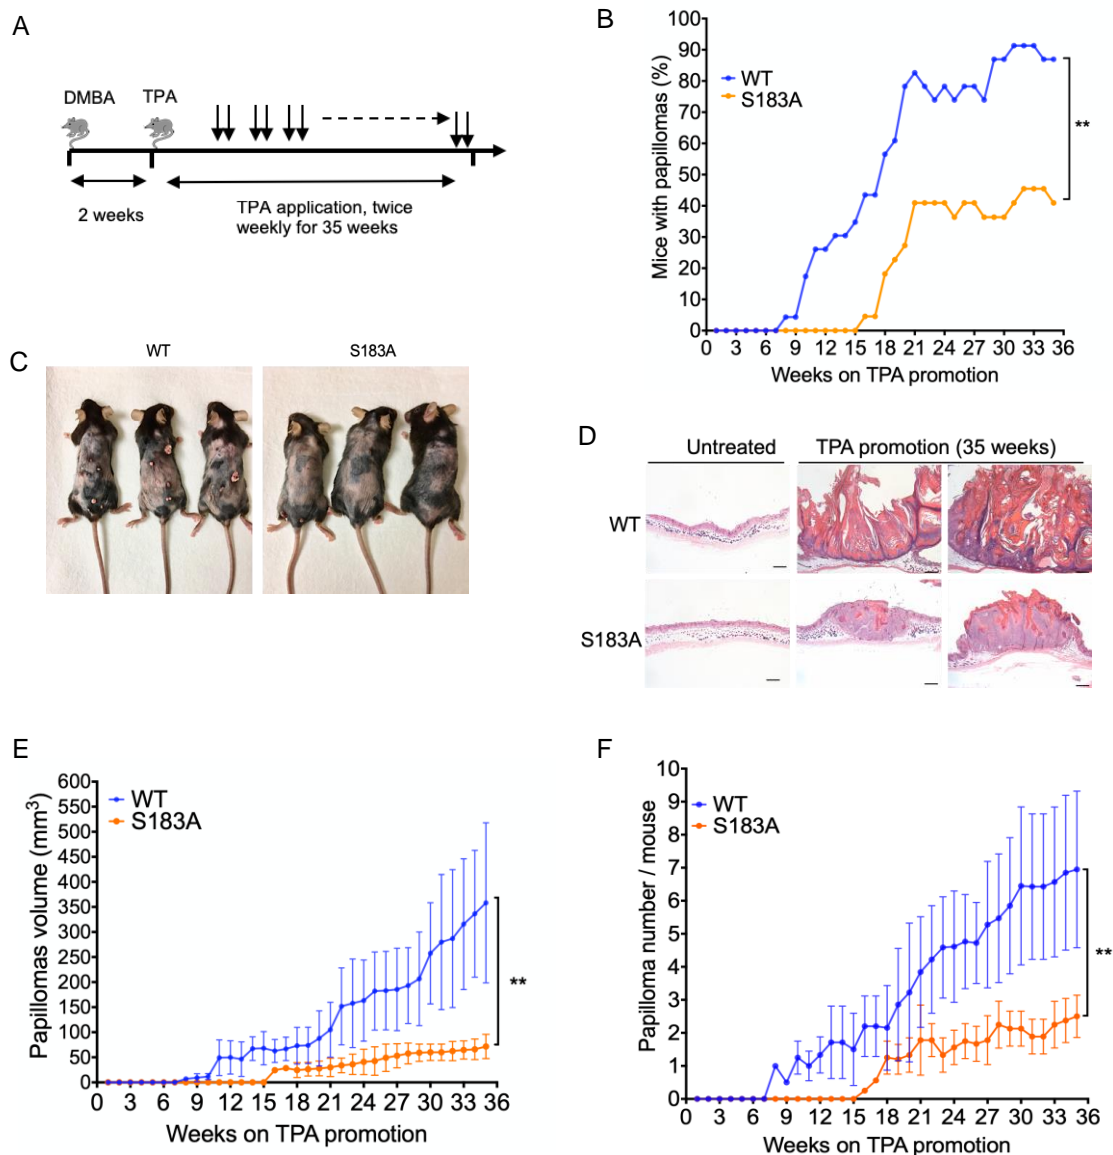 A
DMBA
TPA
2 weeks
TPA application, twice
weekly for 35 weeks
B
Mice with papillomas (%)
100
90
80
70
60
50
40
30
20
10
0
WT
S183A
**
0 3 6 9 12 15 18 21 24 27 30 33 36
Weeks on TPA promotion
C
WT S183A
D
Untreated TPA promotion (35 weeks)
WT
S183A
E
Papillomas volume (mm³)
600
550
500
450
400
350
300
250
200
150
100
50
0
WT
S183A
**
0 3 6 9 12 15 18 21 24 27 30 33 36
Weeks on TPA promotion
F
Papilloma number / mouse
10
9
8
7
6
5
4
3
2
1
0
WT
S183A
**
0 3 6 9 12 15 18 21 24 27 30 33 36
Weeks on TPA promotion